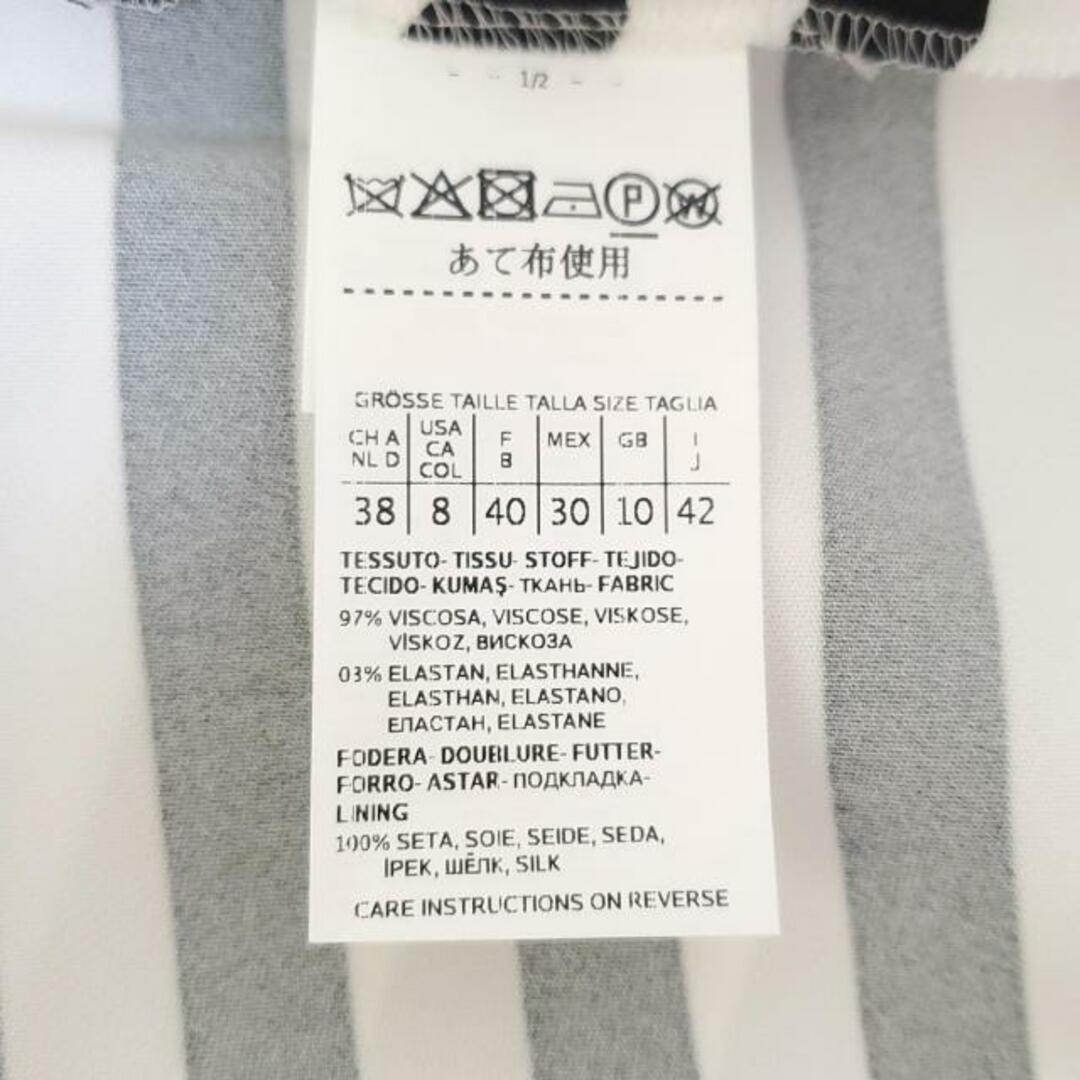 1/2
P W
あて布使用
GRÖSSE TAILLE TALLA SIZE TAGLIA
CH A NL D USA CA COL F B MEX GB I J
38 8 40 30 10 42
TESSUTO- TISSU- STOFF- TEJIDO-
TECIDO- KUMAŞ- ТКАНЬ- FABRIC
97% VISCOSA, VISCOSE, VISKOSE,
VİSKOZ, ВИСКОЗА
03% ELASTAN, ELASTHANNE,
ELASTHAN, ELASTANO,
ЕЛАСТАН, ELASTANE
FODERA- DOUBLURE- FUTTER-
FORRO- ASTAR- ПОДКЛАДКА-
LINING
100% SETA, SOIE, SEIDE, SEDA,
İPEK, ШЁЛК, SILK
CARE INSTRUCTIONS ON REVERSE